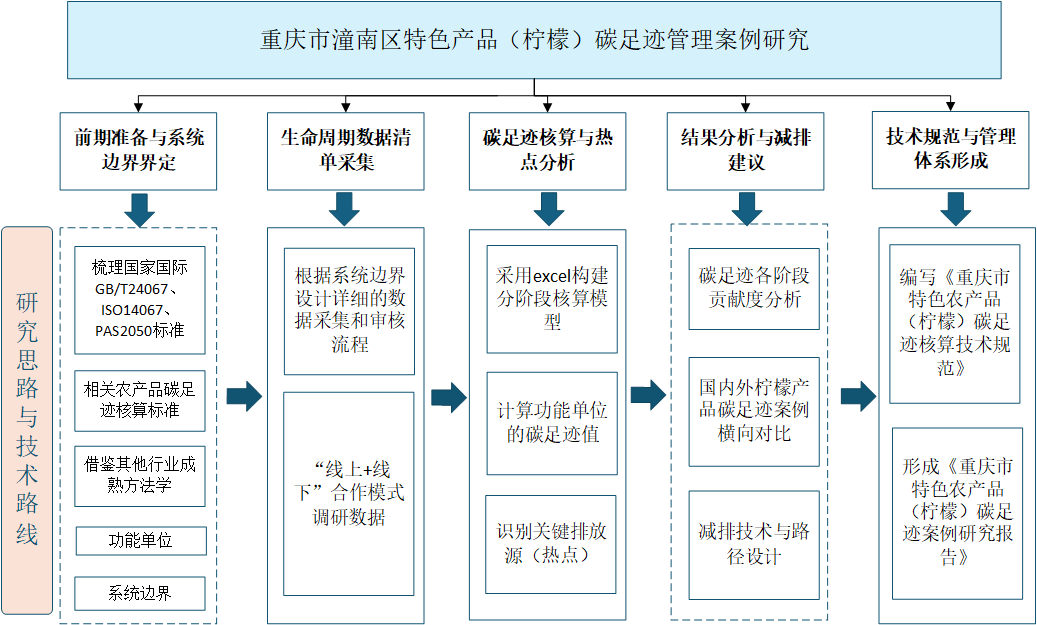 重庆市潼南区特色产品（柠檬）碳足迹管理案例研究
前期准备与系统
边界界定
生命周期数据清
单采集
碳足迹核算与热
点分析
结果分析与减排
建议
技术规范与管理
体系形成
研究思路与技术路线
梳理国家国际
GB/T24067、
ISO14067、
PAS2050标准
相关农产品碳足
迹核算标准
借鉴其他行业成
熟方法学
功能单位
系统边界
根据系统边界
设计详细的数
据采集和审核
流程
“线上+线
下”合作模式
调研数据
采用excel构建
分阶段核算模
型
计算功能单位
的碳足迹值
识别关键排放
源（热点）
碳足迹各阶段
贡献度分析
国内外柠檬产
品碳足迹案例
横向对比
减排技术与路
径设计
编写《重庆市
特色农产品
（柠檬）碳足
迹核算技术规
范》
形成《重庆市
特色农产品
（柠檬）碳足
迹案例研究报
告》